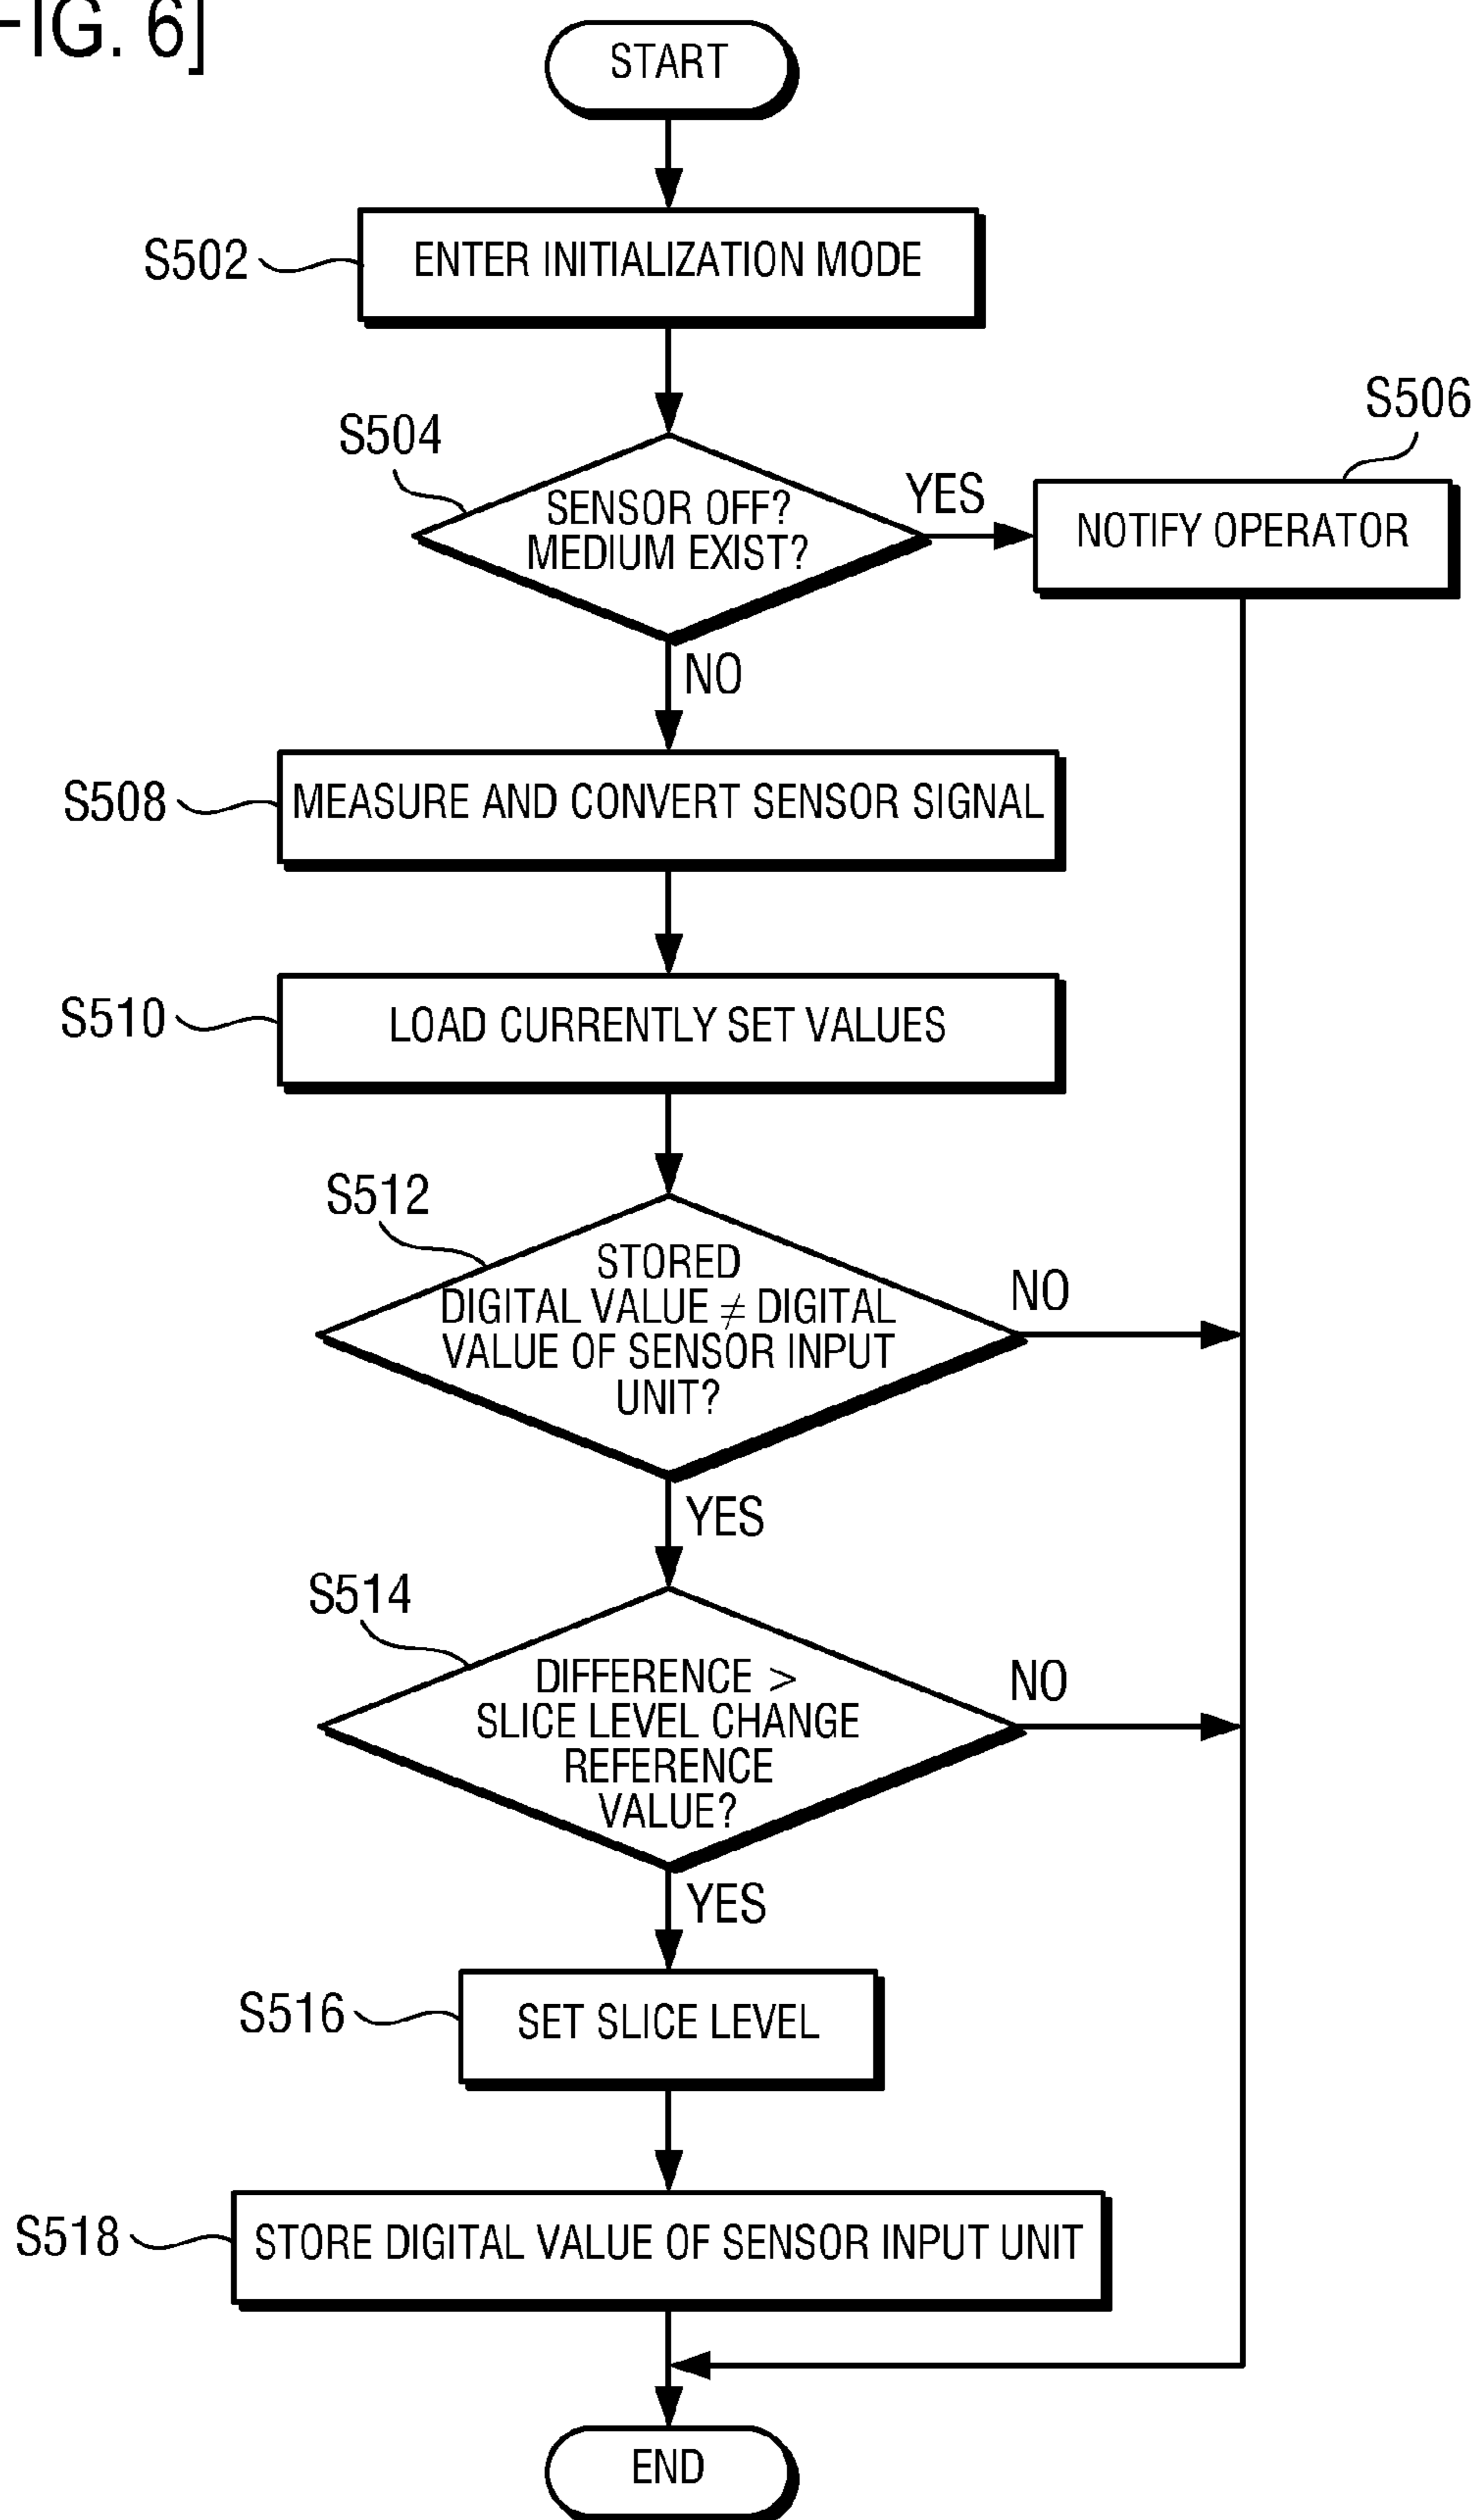 FIG. 6]
START
S502
ENTER INITIALIZATION MODE
S504
SENSOR OFF?
MEDIUM EXIST?
YES
S506
NOTIFY OPERATOR
NO
S508
MEASURE AND CONVERT SENSOR SIGNAL
S510
LOAD CURRENTLY SET VALUES
S512
STORED
DIGITAL VALUE ≠ DIGITAL
VALUE OF SENSOR INPUT
UNIT?
NO
YES
S514
DIFFERENCE >
SLICE LEVEL CHANGE
REFERENCE
VALUE?
NO
YES
S516
SET SLICE LEVEL
S518
STORE DIGITAL VALUE OF SENSOR INPUT UNIT
END